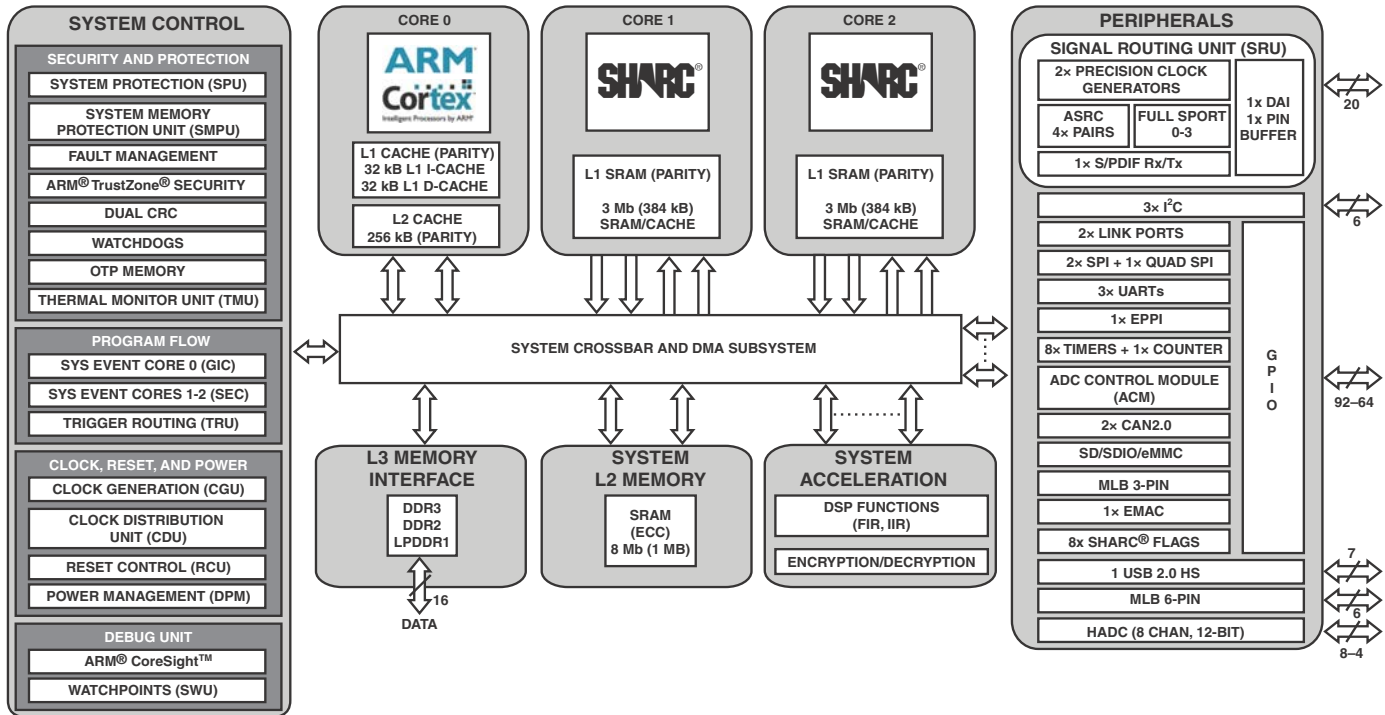 SYSTEM CONTROL
SECURITY AND PROTECTION
SYSTEM PROTECTION (SPU)
SYSTEM MEMORY
PROTECTION UNIT (SMPU)
FAULT MANAGEMENT
ARM® TrustZone® SECURITY
DUAL CRC
WATCHDOGS
OTP MEMORY
THERMAL MONITOR UNIT (TMU)
PROGRAM FLOW
SYS EVENT CORE 0 (GIC)
SYS EVENT CORES 1-2 (SEC)
TRIGGER ROUTING (TRU)
CLOCK, RESET, AND POWER
CLOCK GENERATION (CGU)
CLOCK DISTRIBUTION
UNIT (CDU)
RESET CONTROL (RCU)
POWER MANAGEMENT (DPM)
DEBUG UNIT
ARM® CoreSight™
WATCHPOINTS (SWU)
CORE 0
ARM
Cortex®
Intelligent Processors by ARM®
L1 CACHE (PARITY)
32 kB L1 I-CACHE
32 kB L1 D-CACHE
L2 CACHE
256 kB (PARITY)
CORE 1
SHARC®
L1 SRAM (PARITY)
3 Mb (384 kB)
SRAM/CACHE
CORE 2
SHARC®
L1 SRAM (PARITY)
3 Mb (384 kB)
SRAM/CACHE
SYSTEM CROSSBAR AND DMA SUBSYSTEM
L3 MEMORY
INTERFACE
DDR3
DDR2
LPDDR1
16
DATA
SYSTEM
L2 MEMORY
SRAM
(ECC)
8 Mb (1 MB)
SYSTEM
ACCELERATION
DSP FUNCTIONS
(FIR, IIR)
ENCRYPTION/DECRYPTION
PERIPHERALS
SIGNAL ROUTING UNIT (SRU)
2× PRECISION CLOCK
GENERATORS
ASRC
4× PAIRS
FULL SPORT
0-3
1× S/PDIF Rx/Tx
1x DAI
1x PIN
BUFFER
20
3× I²C
6
2× LINK PORTS
2× SPI + 1× QUAD SPI
3× UARTs
1× EPPI
8× TIMERS + 1× COUNTER
ADC CONTROL MODULE
(ACM)
2× CAN2.0
SD/SDIO/eMMC
MLB 3-PIN
1× EMAC
8x SHARC® FLAGS
G
P
I
O
92–64
1 USB 2.0 HS
7
MLB 6-PIN
6
HADC (8 CHAN, 12-BIT)
8–4